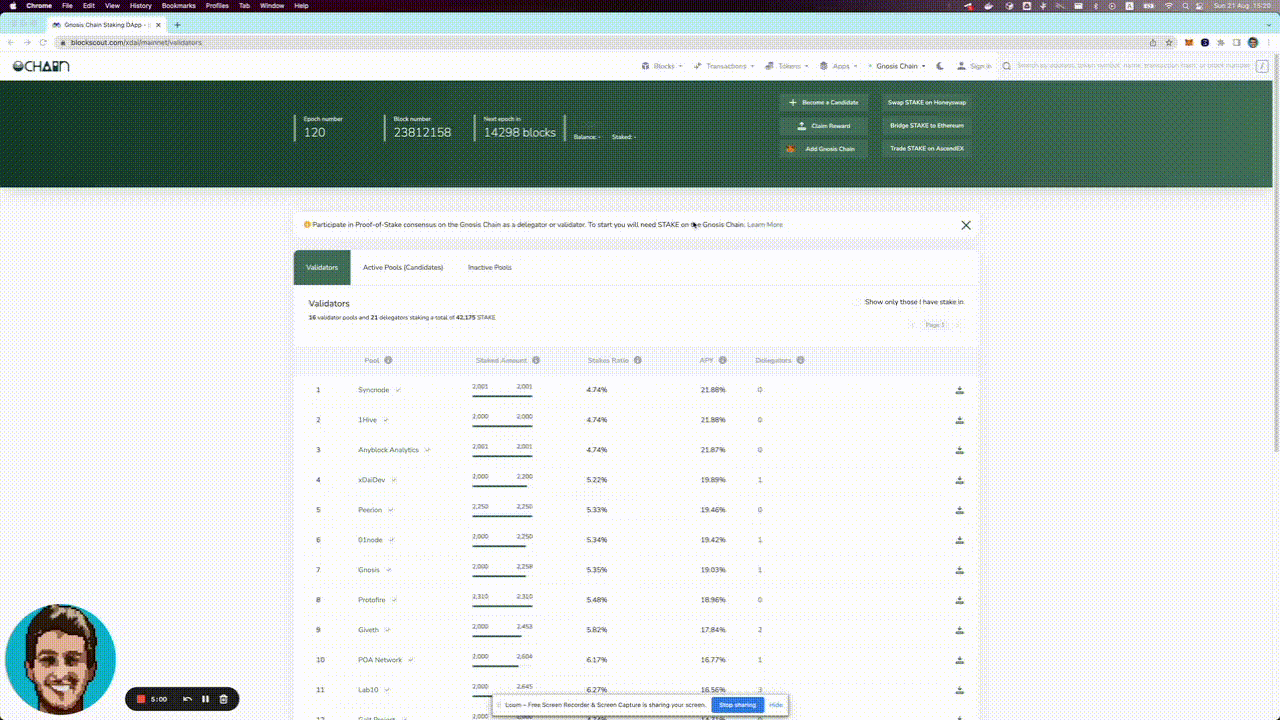 Chrome File Edit View History Bookmarks Profiles Tab Window Help
Sun 21 Aug 15:20
Gnosis Chain Staking DApp -
blockscout.com/xdai/mainnet/validators
Blocks Transactions Tokens Apps Gnosis Chain Sign in Search by address, token symbol, name, transaction hash, or block number /
Epoch number Block number Next epoch in
120 23812158 14298 blocks
Balance: - Staked: -
Become a Candidate Swap STAKE on Honeyswap
Claim Reward Bridge STAKE to Ethereum
Add Gnosis Chain Trade STAKE on AscendEX
Participate in Proof-of-Stake consensus on the Gnosis Chain as a delegator or validator. To start you will need STAKE on the Gnosis Chain. Learn More
Validators Active Pools (Candidates) Inactive Pools
Validators Show only those I have stake in
16 validator pools and 21 delegators staking a total of 42,175 STAKE
Page 1
Pool Staked Amount Stakes Ratio APY Delegators
1 Syncnode 2,001 2,001 4.74% 21.88% 0
2 1Hive 2,000 2,000 4.74% 21.88% 0
3 Anyblock Analytics 2,001 2,001 4.74% 21.87% 0
4 xDaiDev 2,000 2,200 5.22% 19.89% 1
5 Peerion 2,250 2,250 5.33% 19.46% 0
6 01node 2,000 2,250 5.34% 19.42% 1
7 Gnosis 2,000 2,258 5.35% 19.03% 1
8 Protofire 2,310 2,310 5.48% 18.96% 0
9 Giveth 2,000 2,453 5.82% 17.84% 2
10 POA Network 2,000 2,604 6.17% 16.77% 1
11 Lab10 2,000 2,645 6.27% 16.56% 3
5:00
Loom – Free Screen Recorder & Screen Capture is sharing your screen. Stop sharing Hide